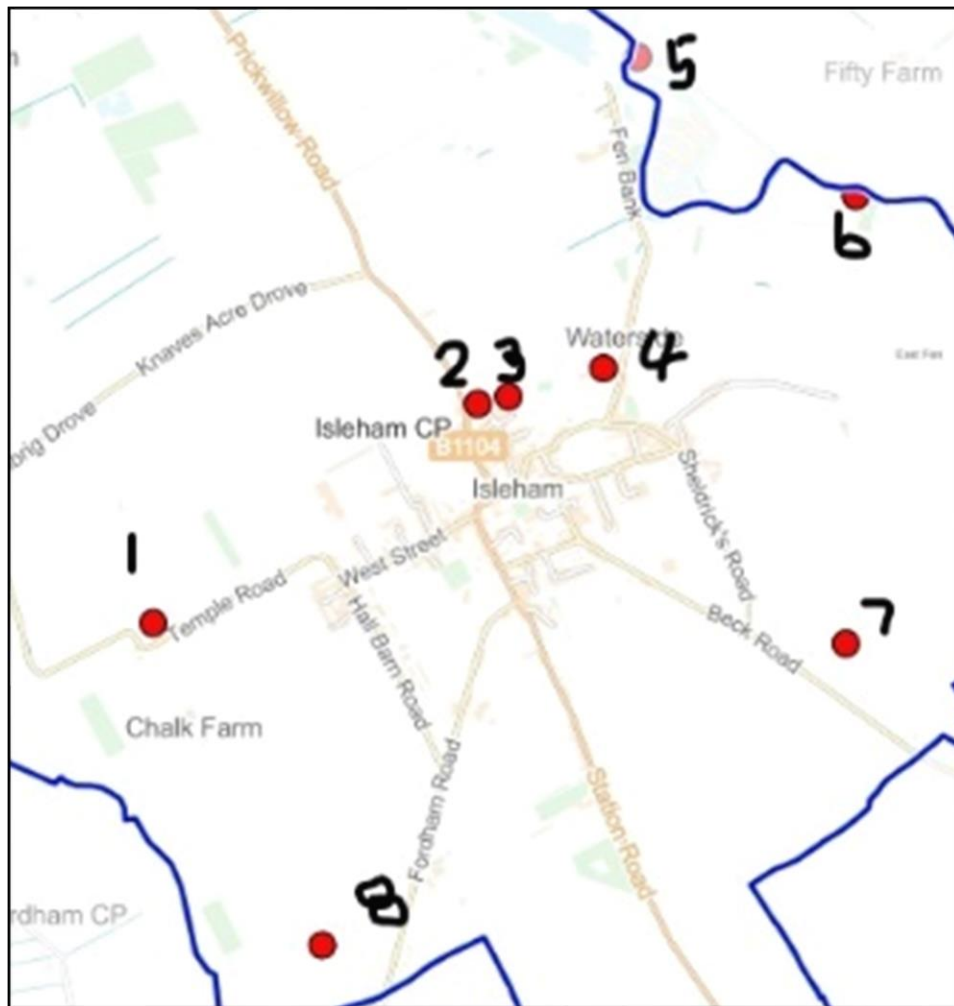 Prickwillow Road
5
Fifty Farm
Fen Bank
6
Knaves Acre Drove
Waterside
4
East Fen
2
3
Isleham CP
B1104
Isleham
Sheldrick's Road
1
West Street
Temple Road
Hall Barn Road
Beck Road
7
Chalk Farm
Fordham Road
Station Road
8
rdham CP